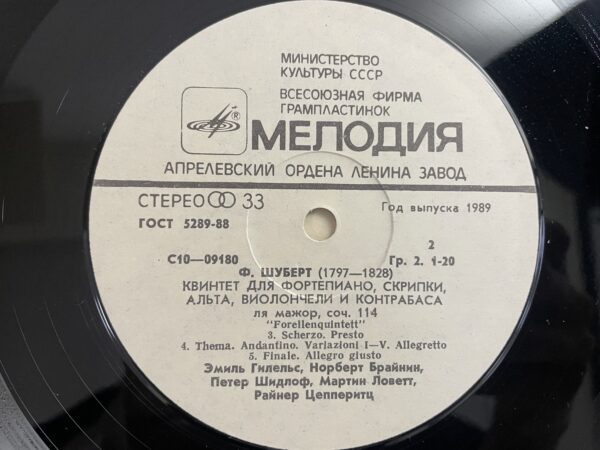 МИНИСТЕРСТВО
КУЛЬТУРЫ СССР
ВСЕСОЮЗНАЯ ФИРМА
ГРАМПЛАСТИНОК
®
МЕЛОДИЯ
АПРЕЛЕВСКИЙ ОРДЕНА ЛЕНИНА ЗАВОД
СТЕРЕО 33
Год выпуска 1989
ГОСТ 5289-88
2
С10—09180
Гр. 2. 1-20
Ф. ШУБЕРТ (1797—1828)
КВИНТЕТ ДЛЯ ФОРТЕПИАНО, СКРИПКИ,
АЛЬТА, ВИОЛОНЧЕЛИ И КОНТРАБАСА
ля мажор, соч. 114
"Forellenquintett"
3. Scherzo. Presto
4. Thema. Andantino. Variazioni I—V. Allegretto
5. Finale. Allegro giusto
Эмиль Гилельс, Норберт Брайнин,
Петер Шидлоф, Мартин Ловетт,
Райнер Цепперитц